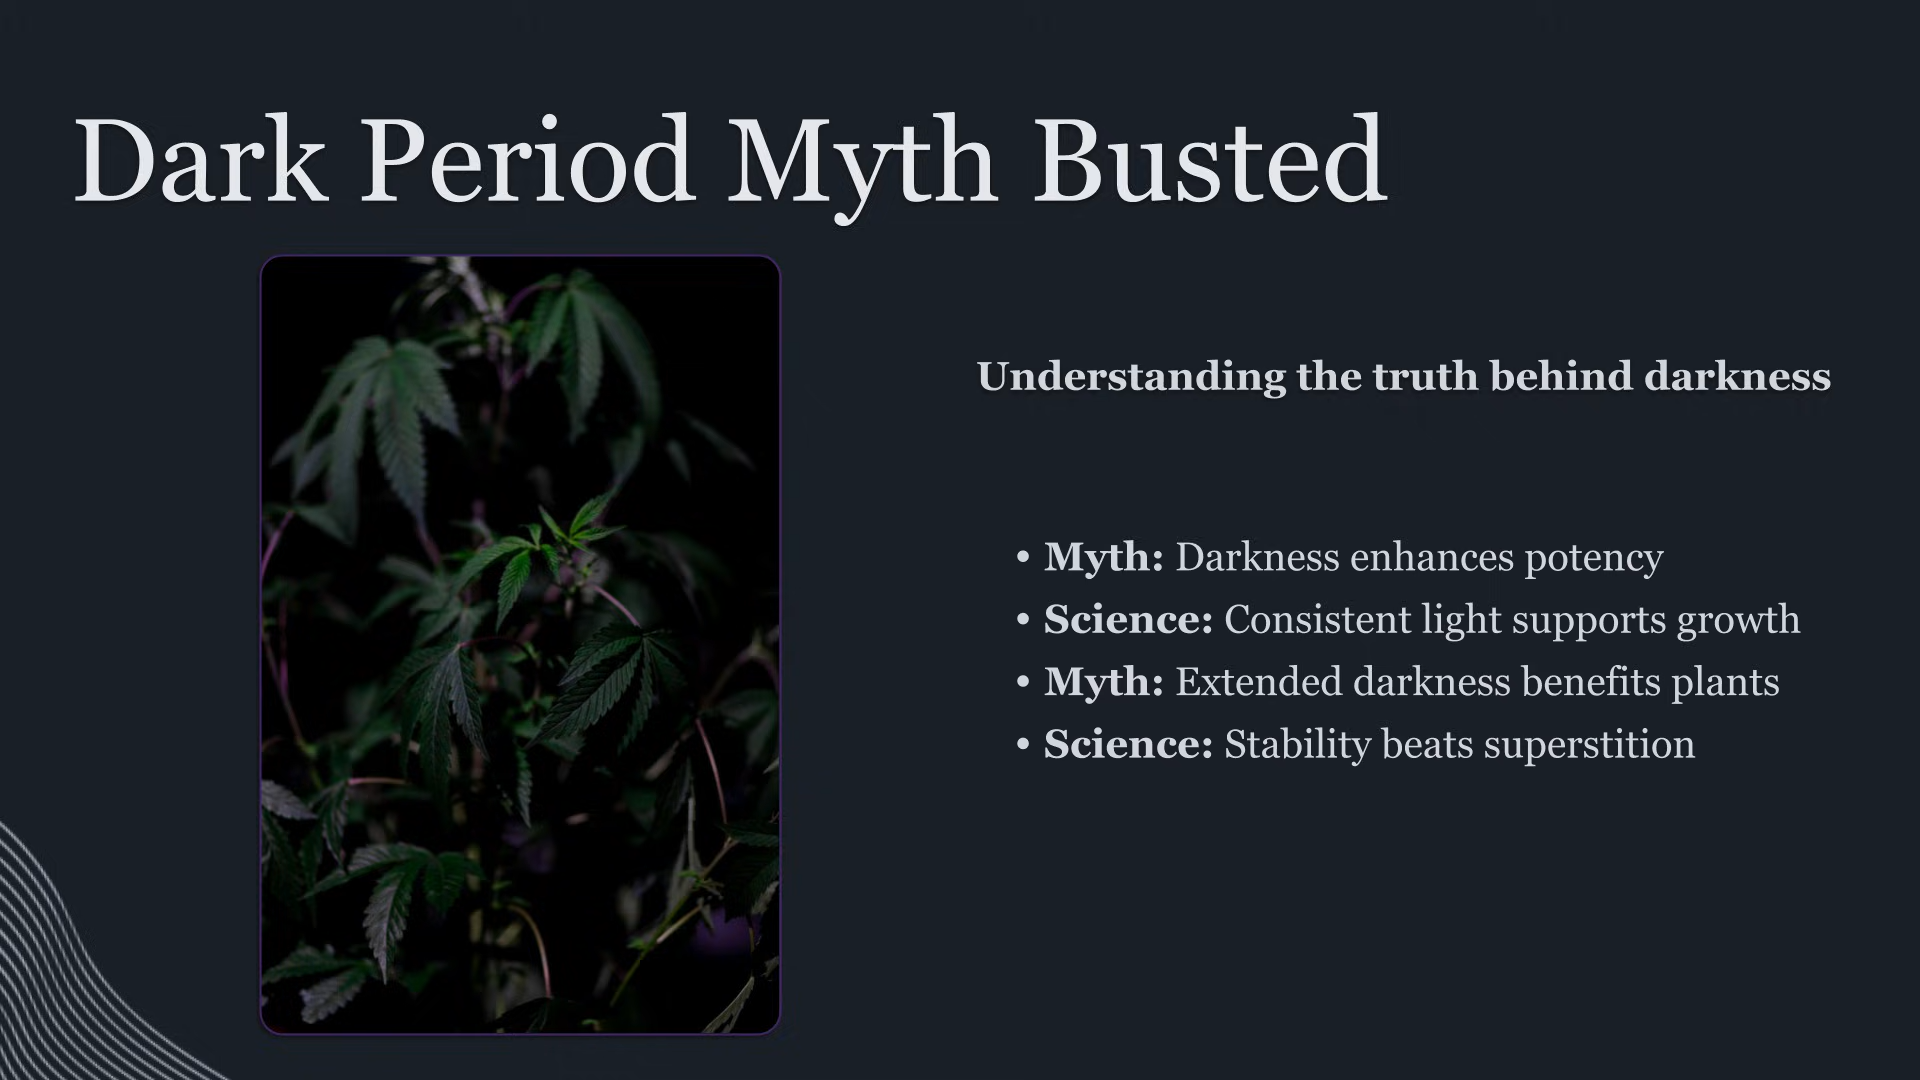 Dark Period Myth Busted
Understanding the truth behind darkness
• Myth: Darkness enhances potency
• Science: Consistent light supports growth
• Myth: Extended darkness benefits plants
• Science: Stability beats superstition